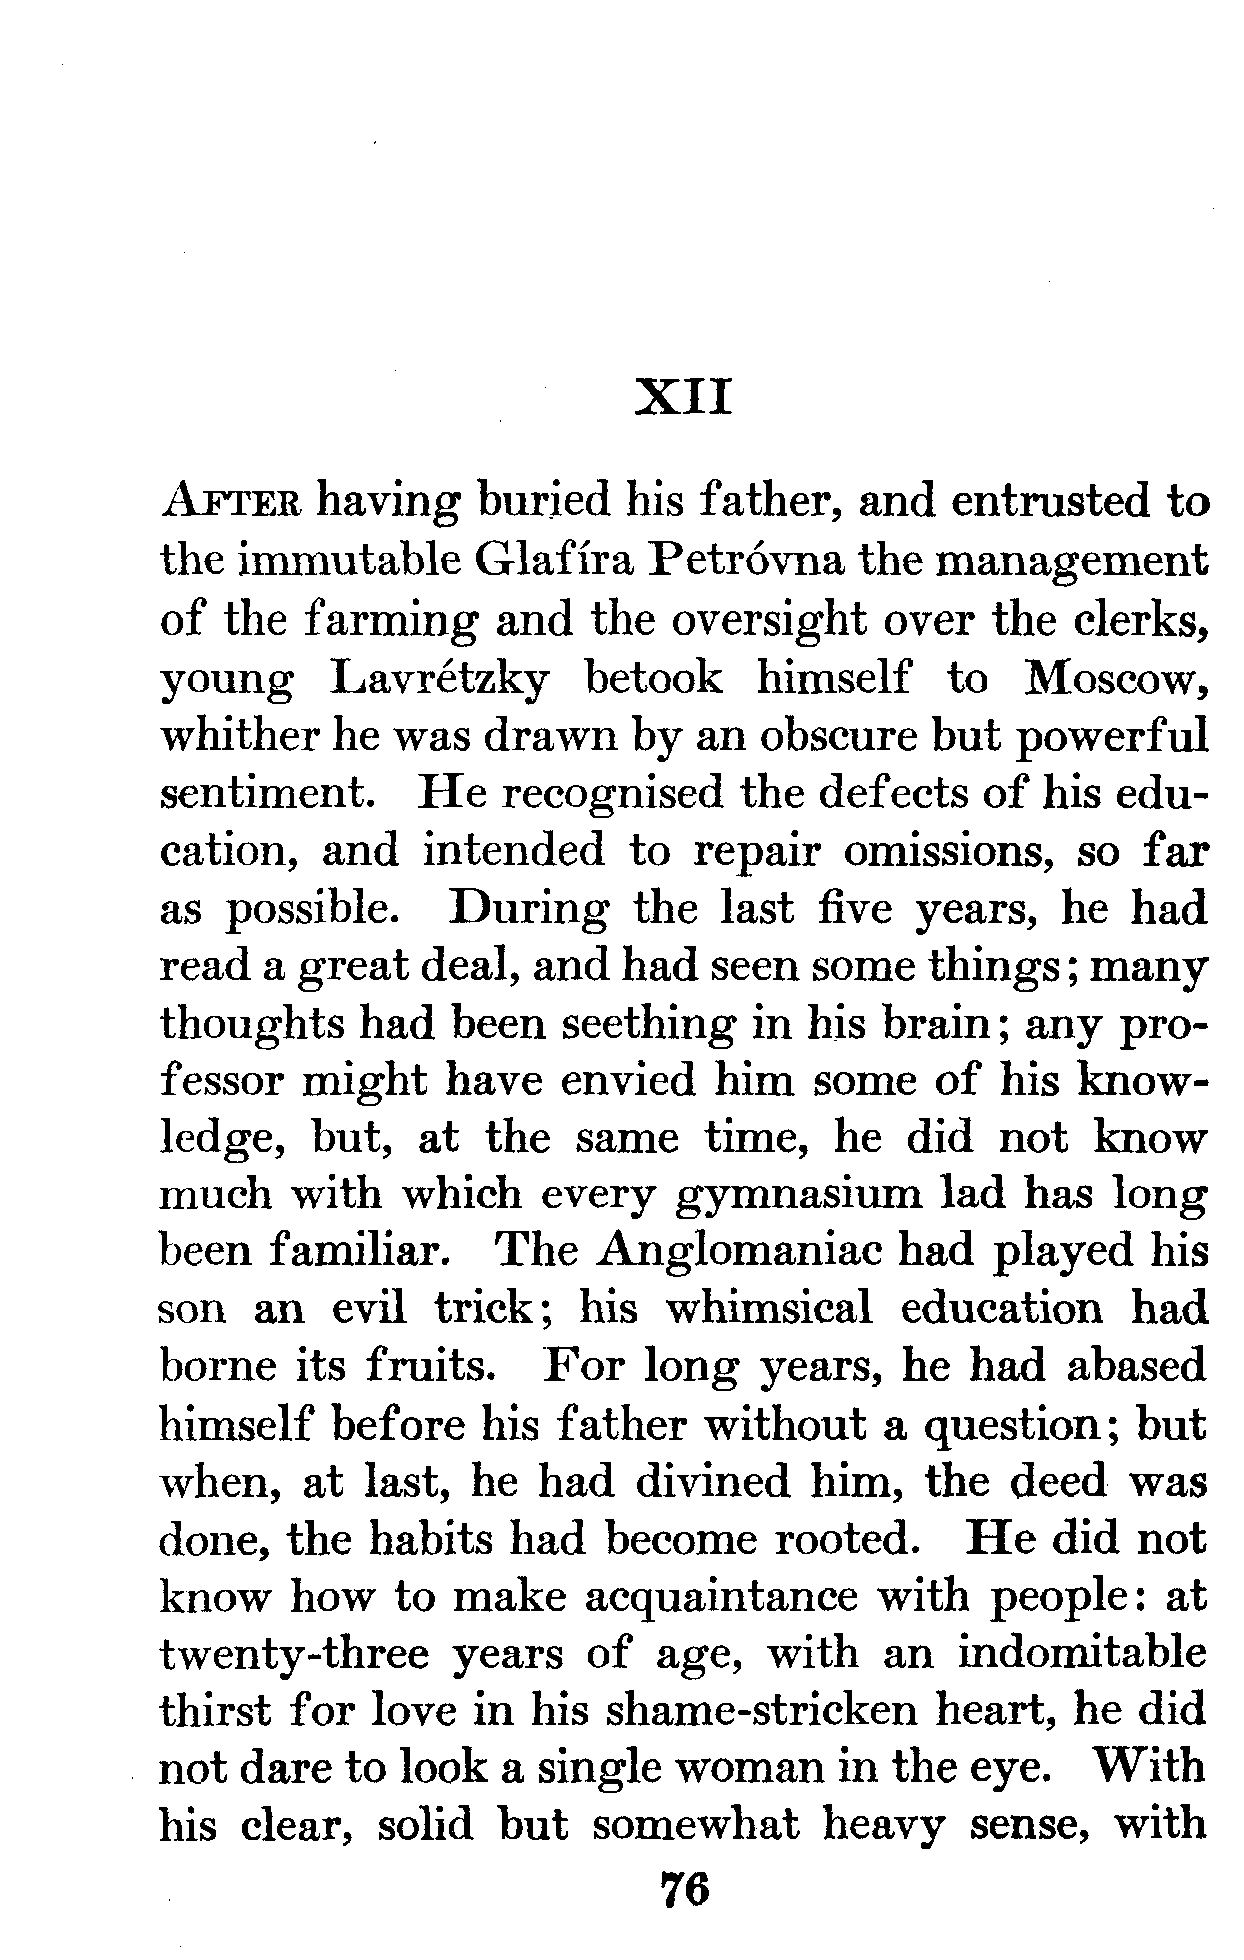 XII
AFTER having buried his father, and entrusted to
the immutable Glafíra Petróvna the management
of the farming and the oversight over the clerks,
young Lavrétzky betook himself to Moscow,
whither he was drawn by an obscure but powerful
sentiment. He recognised the defects of his edu-
cation, and intended to repair omissions, so far
as possible. During the last five years, he had
read a great deal, and had seen some things; many
thoughts had been seething in his brain; any pro-
fessor might have envied him some of his know-
ledge, but, at the same time, he did not know
much with which every gymnasium lad has long
been familiar. The Anglomaniac had played his
son an evil trick; his whimsical education had
borne its fruits. For long years, he had abased
himself before his father without a question; but
when, at last, he had divined him, the deed was
done, the habits had become rooted. He did not
know how to make acquaintance with people: at
twenty-three years of age, with an indomitable
thirst for love in his shame-stricken heart, he did
not dare to look a single woman in the eye. With
his clear, solid but somewhat heavy sense, with
76